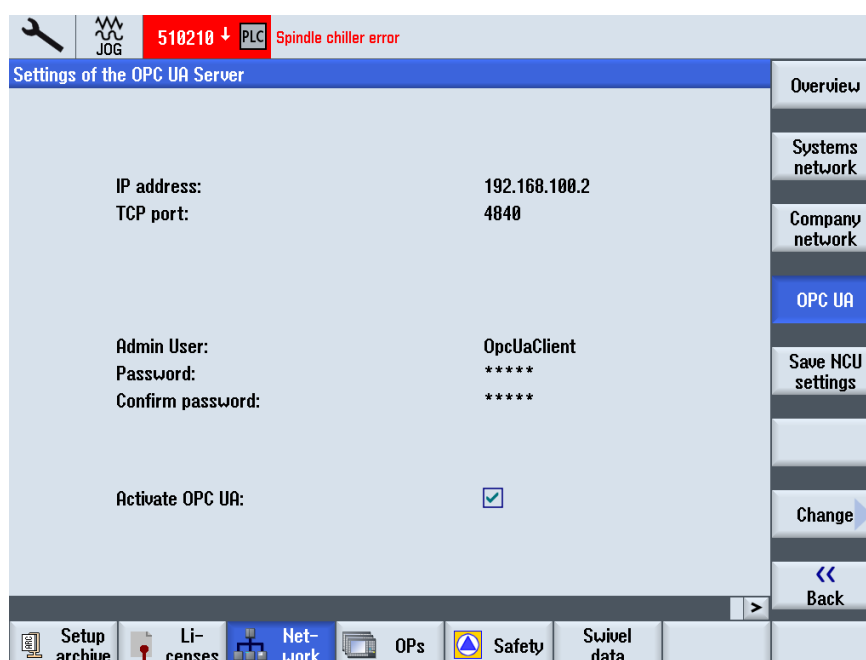 JOG
510210 ↓ PLC Spindle chiller error
Settings of the OPC UA Server
Overview
Systems
network
IP address: 192.168.100.2
TCP port: 4840
Company
network
OPC UA
Admin User: OpcUaClient
Password: *****
Confirm password: *****
Save NCU
settings
Activate OPC UA:
Change
<<
Back
>
Setup
archive
Li-
censes
Net-
work
OPs
Safety
Swivel
data